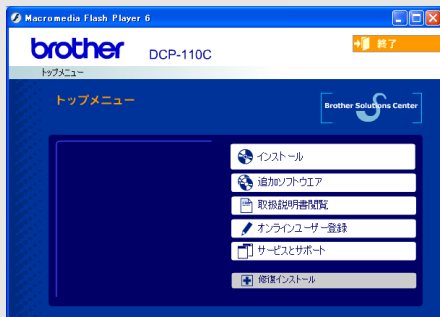 Macromedia Flash Player 6
brother
DCP-110C
終了
トップメニュー
トップメニュー
Brother Solutions Center
インストール
追加ソフトウエア
取扱説明書閲覧
オンラインユーザー登録
サービスとサポート
修復インストール